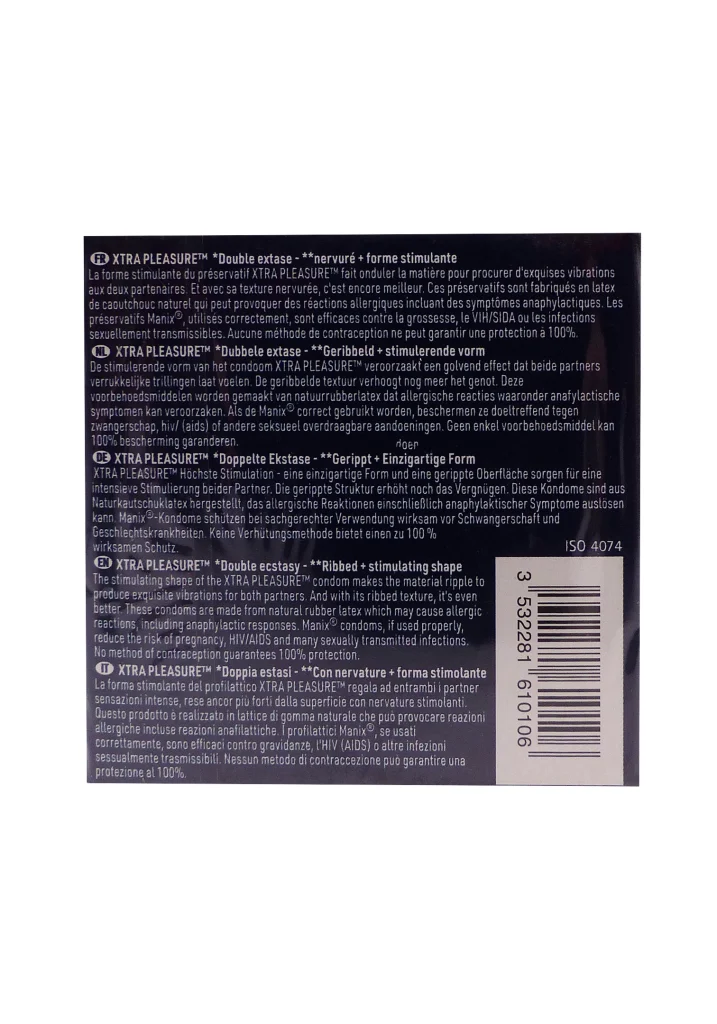 FR XTRA PLEASURE™ *Double extase - **nervuré + forme stimulante
La forme stimulante du préservatif XTRA PLEASURE™ fait onduler la matière pour procurer d'exquises vibrations
aux deux partenaires. Et avec sa texture nervurée, c'est encore meilleur. Ces préservatifs sont fabriqués en latex
de caoutchouc naturel qui peut provoquer des réactions allergiques incluant des symptômes anaphylactiques. Les
préservatifs Manix®, utilisés correctement, sont efficaces contre la grossesse, le VIH/SIDA ou les infections
sexuellement transmissibles. Aucune méthode de contraception ne peut garantir une protection à 100%.
NL XTRA PLEASURE™ *Dubbele extase - **Geribbeld + stimulerende vorm
De stimulerende vorm van het condoom XTRA PLEASURE™ veroorzaakt een golvend effect dat beide partners
verrukkelijke trillingen laat voelen. De geribbelde textuur verhoogt nog meer het genot. Deze
voorbehoedsmiddelen worden gemaakt van natuurrubberlatex dat allergische reacties waaronder anafylactische
symptomen kan veroorzaken. Als de Manix® correct gebruikt worden, beschermen ze doeltreffend tegen
zwangerschap, hiv/ (aids) of andere seksueel overdraagbare aandoeningen. Geen enkel voorbehoedsmiddel kan
100% bescherming garanderen.
DE XTRA PLEASURE™ *Doppelte Ekstase - **Gerippt + Einzigartige Form
XTRA PLEASURE™ Höchste Stimulation - eine einzigartige Form und eine gerippte Oberfläche sorgen für eine
intensieve Stimulierung beider Partner. Die gerippte Struktur erhöht noch das Vergnügen. Diese Kondome sind aus
Naturkautschuklatex hergestellt, das allergische Reaktionen einschließlich anaphylaktischer Symptome auslösen
kann. Manix®-Kondome schützen bei sachgerechter Verwendung wirksam vor Schwangerschaft und
Geschlechtskrankheiten. Keine Verhütungsmethode bietet einen zu 100 %
wirksamen Schutz.
ISO 4074
EN XTRA PLEASURE™ *Double ecstasy - **Ribbed + stimulating shape
The stimulating shape of the XTRA PLEASURE™ condom makes the material ripple to
produce exquisite vibrations for both partners. And with its ribbed texture, it's even
better. These condoms are made from natural rubber latex which may cause allergic
reactions, including anaphylactic responses. Manix® condoms, if used properly,
reduce the risk of pregnancy, HIV/AIDS and many sexually transmitted infections.
No method of contraception guarantees 100% protection.
IT XTRA PLEASURE™ *Doppia estasi - **Con nervature + forma stimolante
La forma stimolante del profilattico XTRA PLEASURE™ regala ad entrambi i partner
sensazioni intense, rese ancor più forti dalla superficie con nervature stimolanti.
Questo prodotto è realizzato in lattice di gomma naturale che può provocare reazioni
allergiche incluse reazioni anafilattiche. I profilattici Manix®, se usati
correttamente, sono efficaci contro gravidanze, l'HIV (AIDS) o altre infezioni
sessualmente trasmissibili. Nessun metodo di contraccezione può garantire una
protezione al 100%.
3 532281 610106